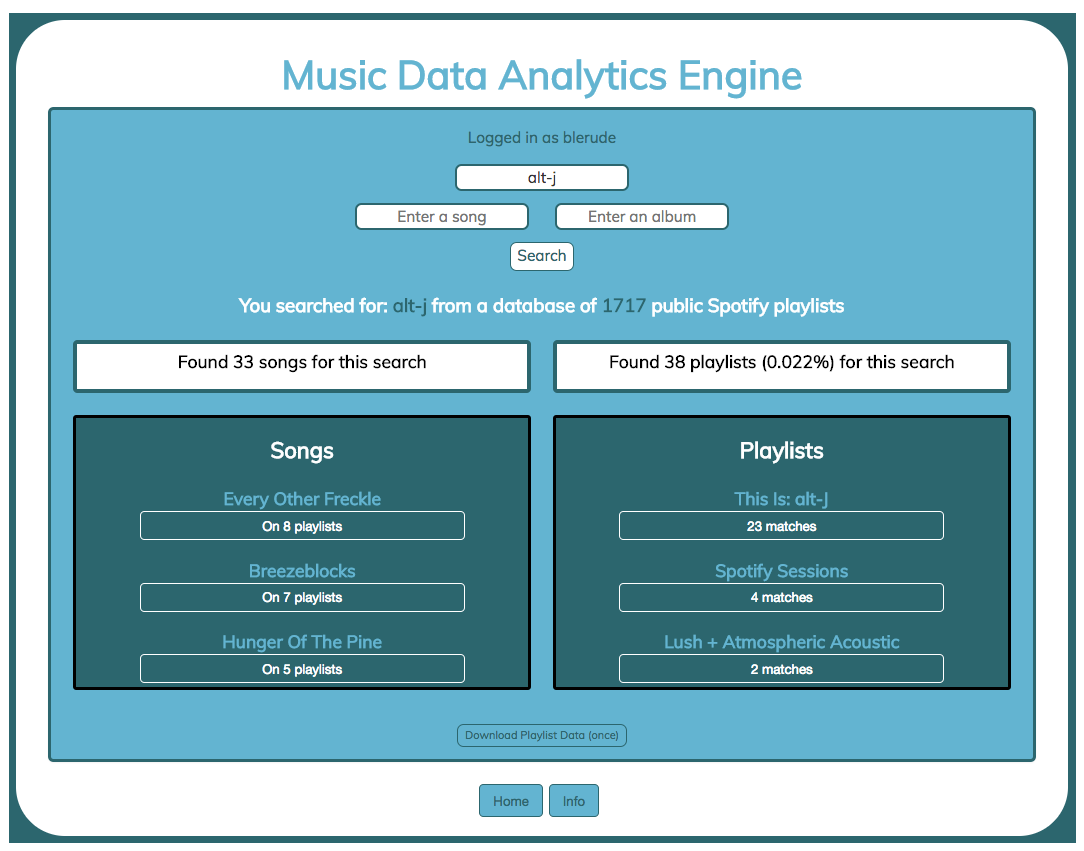 Music Data Analytics Engine
Logged in as blerude
alt-j
Enter a song
Enter an album
Search
You searched for: alt-j from a database of 1717 public Spotify playlists
Found 33 songs for this search
Found 38 playlists (0.022%) for this search
Songs
Every Other Freckle
On 8 playlists
Breezeblocks
On 7 playlists
Hunger Of The Pine
On 5 playlists
Playlists
This Is: alt-J
23 matches
Spotify Sessions
4 matches
Lush + Atmospheric Acoustic
2 matches
Download Playlist Data (once)
Home
Info